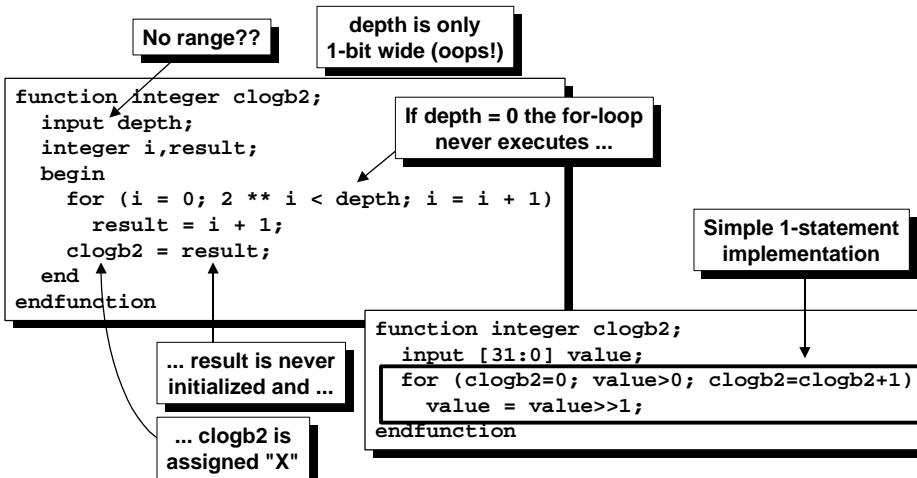 No range??
depth is only
1-bit wide (oops!)
function integer clogb2;
input depth;
integer i,result;
begin
for (i = 0; 2 ** i < depth; i = i + 1)
result = i + 1;
clogb2 = result;
end
endfunction
If depth = 0 the for-loop
never executes ...
... result is never
initialized and ...
... clogb2 is
assigned "X"
Simple 1-statement
implementation
function integer clogb2;
input [31:0] value;
for (clogb2=0; value>0; clogb2=clogb2+1)
value = value>>1;
endfunction